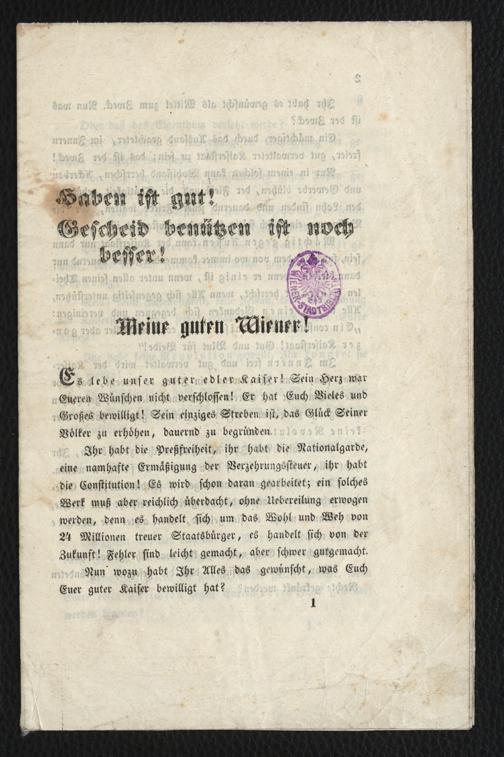 Haben ist gut!
Gescheid benützen ist noch
besser!
WIENER-STADTBIBLI
Meine guten Wiener!
Es lebe unser guter edler Kaiser! Sein Herz war
Eueren Wünschen nicht verschlossen! Er hat Euch Vieles und
Großes bewilligt! Sein einziges Streben ist, das Glück Seiner
Völker zu erhöhen, dauernd zu begründen.
Ihr habt die Preßfreiheit, ihr habt die Nationalgarde,
eine namhafte Ermäßigung der Verzehrungssteuer, ihr habt
die Constitution! Es wird schon daran gearbeitet; ein solches
Werk muß aber reichlich überdacht, ohne Uebereilung erwogen
werden, denn es handelt sich um das Wohl und Weh von
24 Millionen treuer Staatsbürger, es handelt sich von der
Zukunft! Fehler sind leicht gemacht, aber schwer gutgemacht.
Nun wozu habt Ihr Alles das gewünscht, was Euch
Euer guter Kaiser bewilligt hat?
1